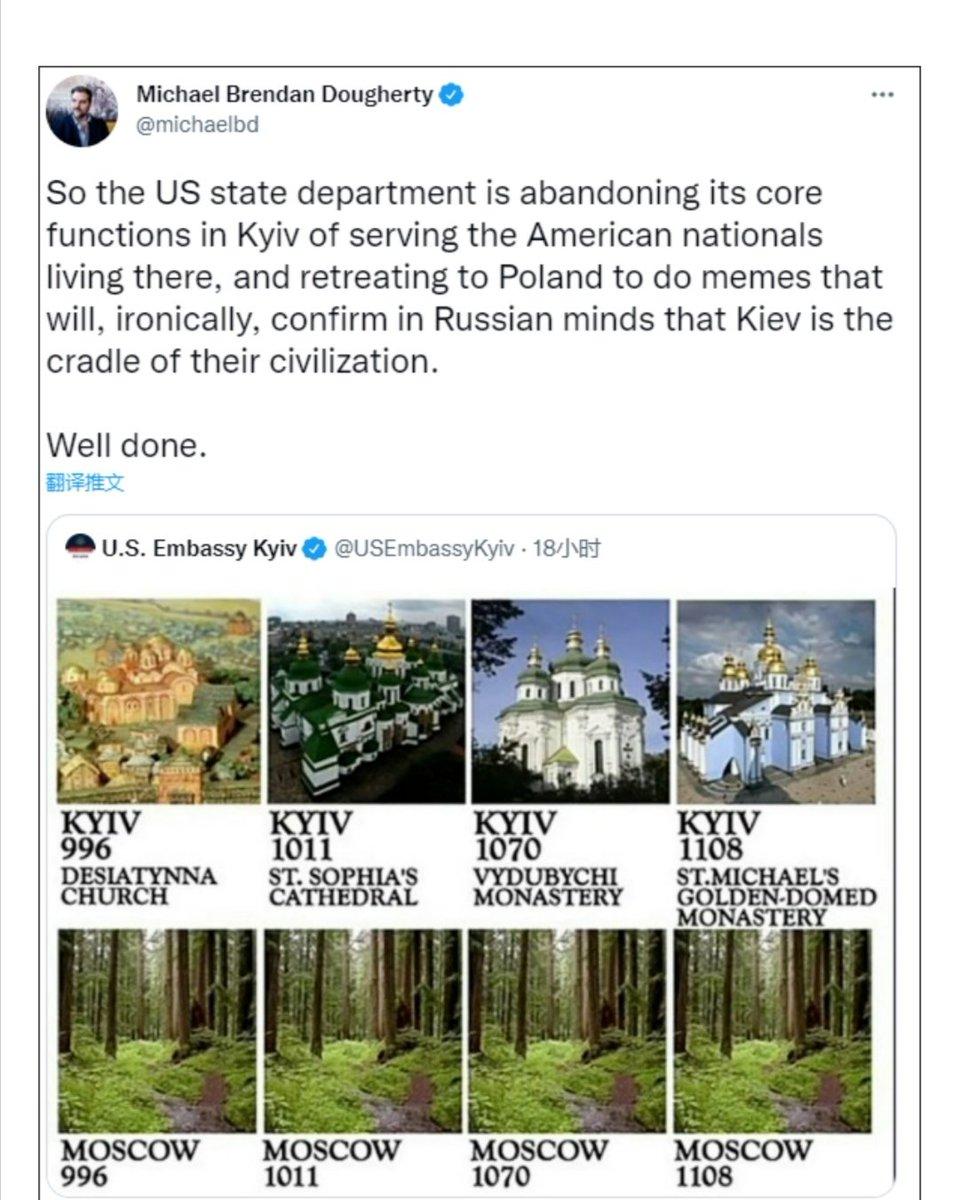 Michael Brendan Dougherty
@michaelbd
So the US state department is abandoning its core
functions in Kyiv of serving the American nationals
living there, and retreating to Poland to do memes that
will, ironically, confirm in Russian minds that Kiev is the
cradle of their civilization.
Well done.
翻译推文
U.S. Embassy Kyiv @USEmbassyKyiv · 18小时
KYIV
996
DESIATYNNA
CHURCH
KYIV
1011
ST. SOPHIA'S
CATHEDRAL
KYIV
1070
VYDUBYCHI
MONASTERY
KYIV
1108
ST.MICHAEL'S
GOLDEN-DOMED
MONASTERY
MOSCOW
996
MOSCOW
1011
MOSCOW
1070
MOSCOW
1108